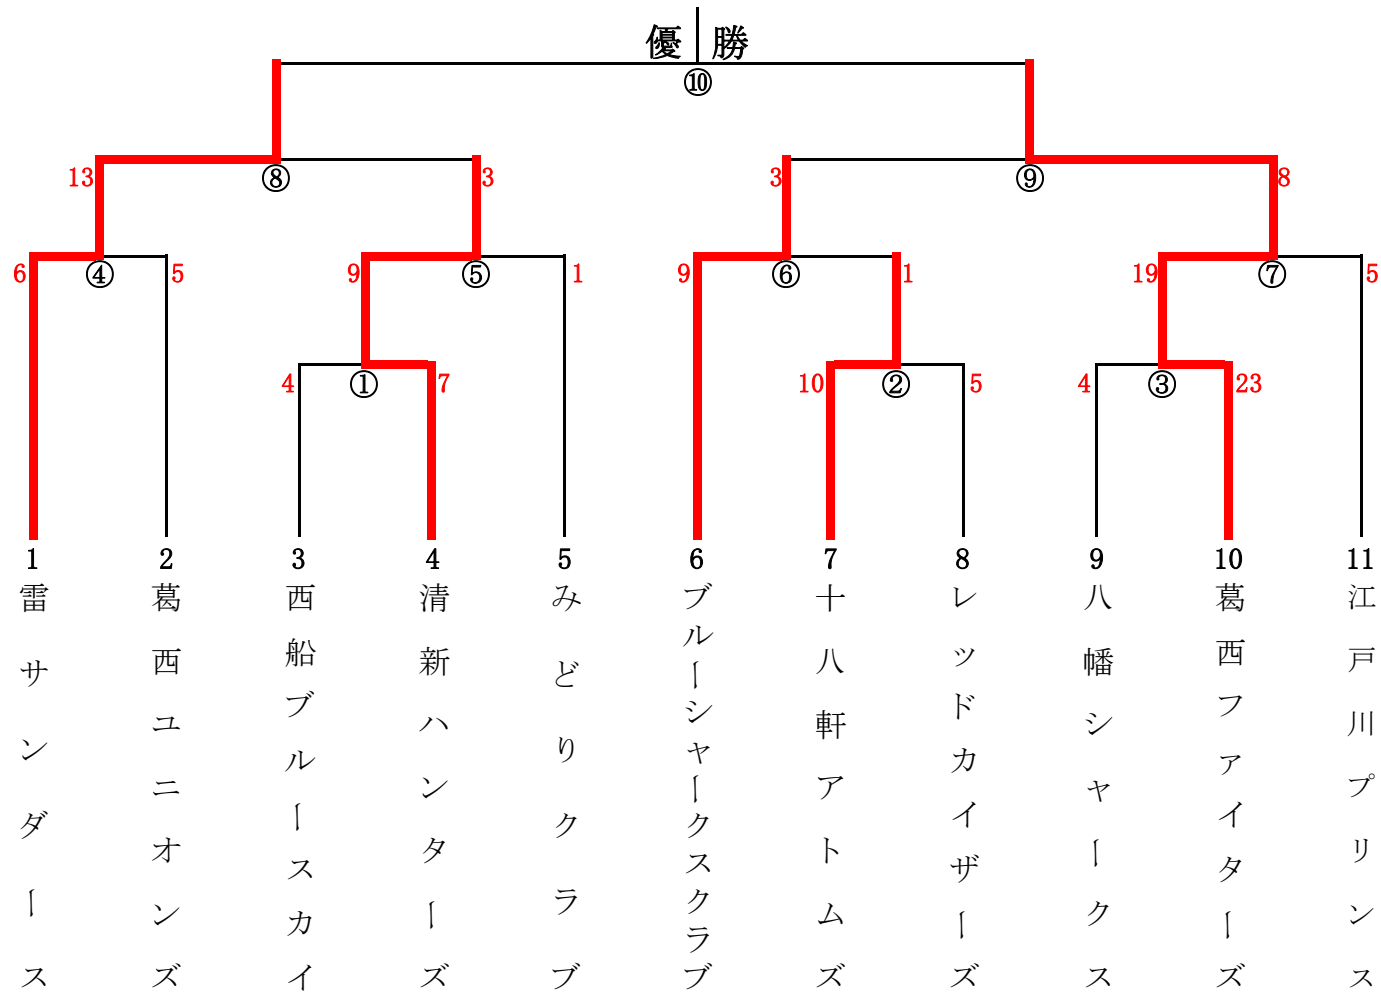 優 勝
⑩
13 ⑧ 3 3 ⑨ 8
6 ④ 5 9 ⑤ 1 9 ⑥ 1 19 ⑦ 5
4 ① 7 10 ② 5 4 ③ 23
1 2 3 4 5 6 7 8 9 10 11
雷サンダース
葛西ユニオンズ
西船ブルースカイ
清新ハンターズ
みどりクラブ
ブルーシャークスクラブ
十八軒アトムズ
レッドカイザーズ
八幡シャークス
葛西ファイターズ
江戸川プリンス